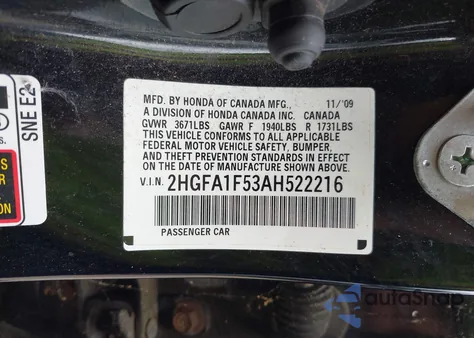 MFD. BY HONDA OF CANADA MFG., 11/'09
A DIVISION OF HONDA CANADA INC. CANADA
GVWR 3671LBS GAWR F 1940LBS R 1731LBS
THIS VEHICLE CONFORMS TO ALL APPLICABLE
FEDERAL MOTOR VEHICLE SAFETY, BUMPER,
AND THEFT PREVENTION STANDARDS IN EFFECT
ON THE DATE OF MANUFACTURE SHOWN ABOVE.
V.I.N. 2HGFA1F53AH522216
PASSENGER CAR
SNE E2
AutaSnap